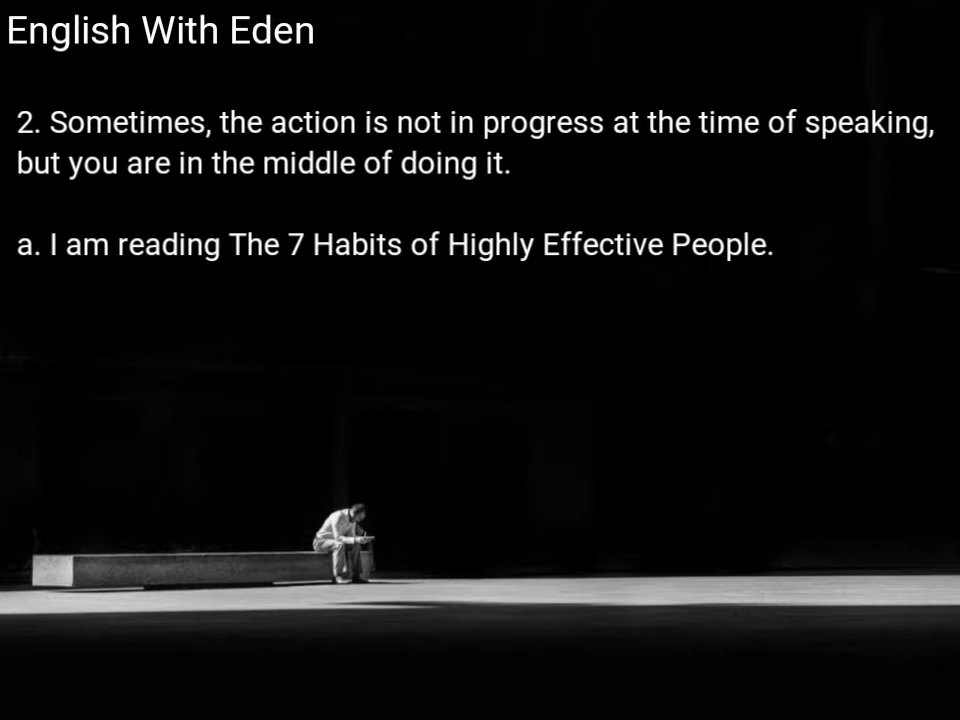 English With Eden
2. Sometimes, the action is not in progress at the time of speaking,
but you are in the middle of doing it.
a. I am reading The 7 Habits of Highly Effective People.